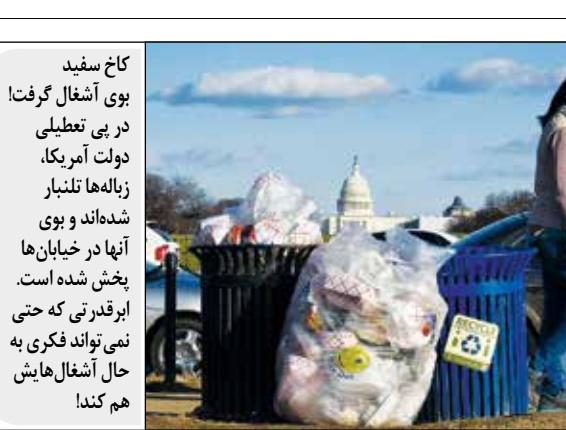 کاخ سفید
بوی آشغال گرفت!
در پی تعطیلی
دولت آمریکا،
زباله‌ها تلنبار
شده‌اند و بوی
آنها در خیابان‌ها
پخش شده است.
ابرقدرتی که حتی
نمی‌تواند فکری به
حال آشغال‌هایش
هم کند!
RECYCLE